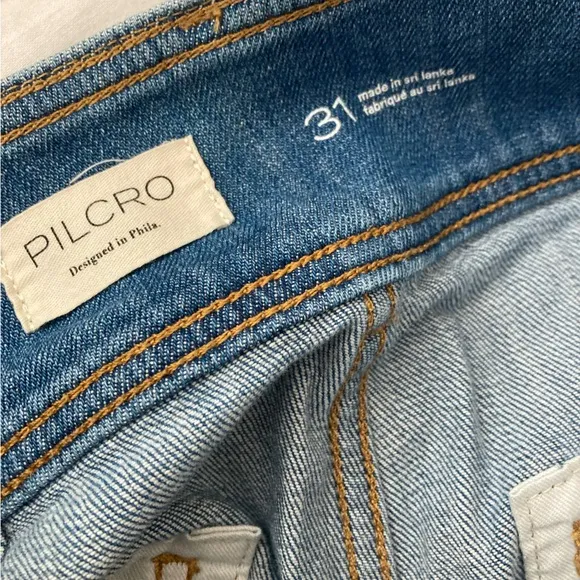 PILCRO
Designed in Phila.
31
made in sri lanka
fabriqué au sri lanka